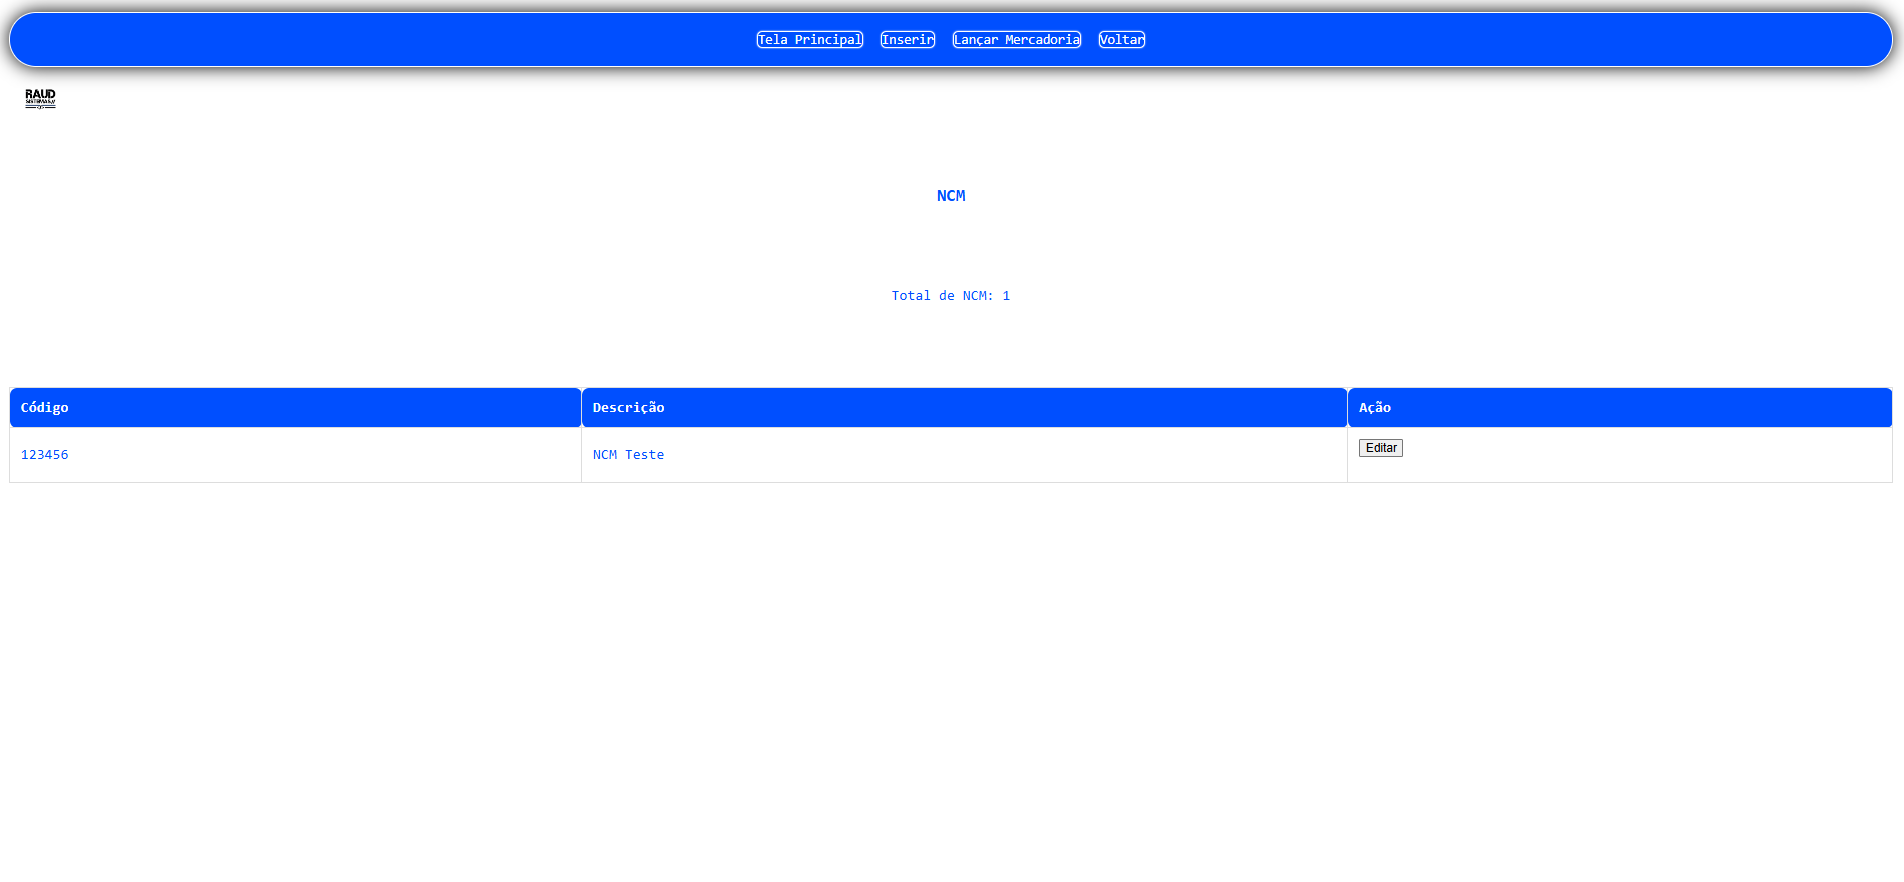 Tela Principal Inserir Lançar Mercadoria Voltar
RAUD
SISTEMAS//
NCM
Total de NCM: 1
Código Descrição Ação
123456 NCM Teste Editar